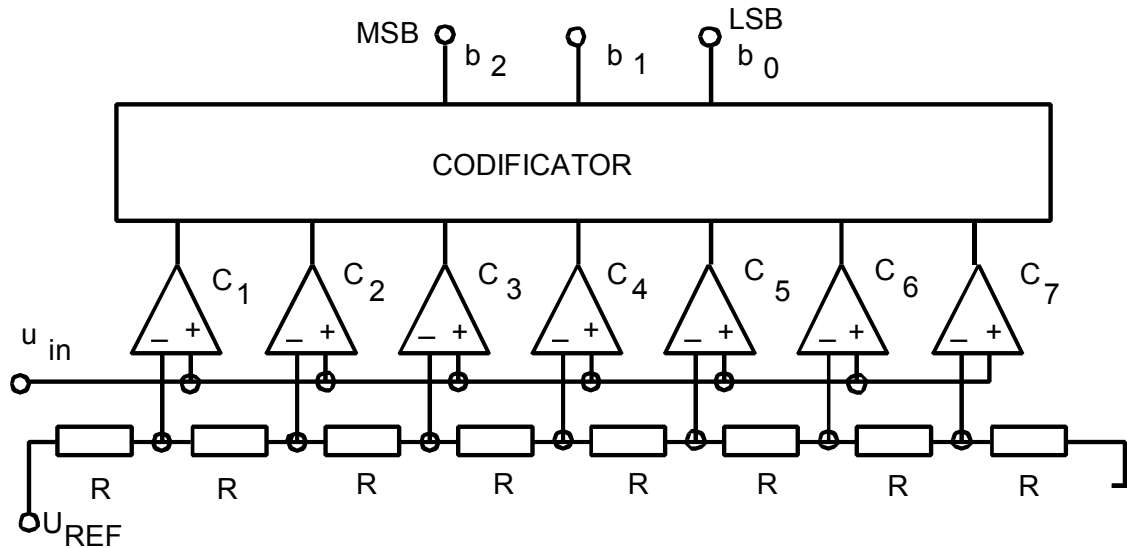 MSB LSB
b 2 b 1 b 0
CODIFICATOR
C 1 C 2 C 3 C 4 C 5 C 6 C 7
u in
– + – + – + – + – + – + – +
R R R R R R R R
U REF